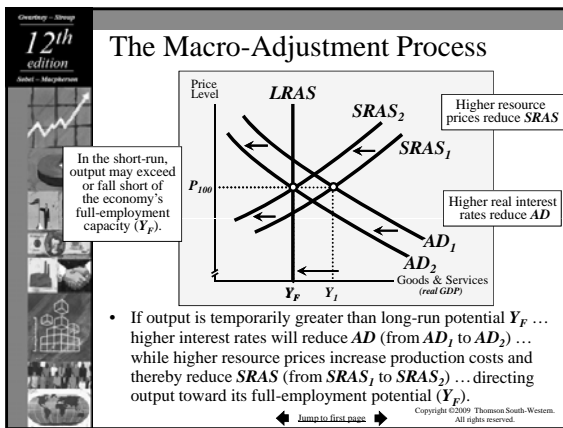 Gwartney – Stroup
12th
edition
Sobel – Macpherson
The Macro-Adjustment Process
Price
Level
LRAS
SRAS2
SRAS1
Higher resource
prices reduce SRAS
In the short-run,
output may exceed
or fall short of
the economy's
full-employment
capacity (YF).
P100
Higher real interest
rates reduce AD
AD1
AD2
Goods & Services
(real GDP)
YF
Y1
• If output is temporarily greater than long-run potential YF …
higher interest rates will reduce AD (from AD1 to AD2) …
while higher resource prices increase production costs and
thereby reduce SRAS (from SRAS1 to SRAS2) … directing
output toward its full-employment potential (YF).
Jump to first page
Copyright ©2009 Thomson South-Western.
All rights reserved.